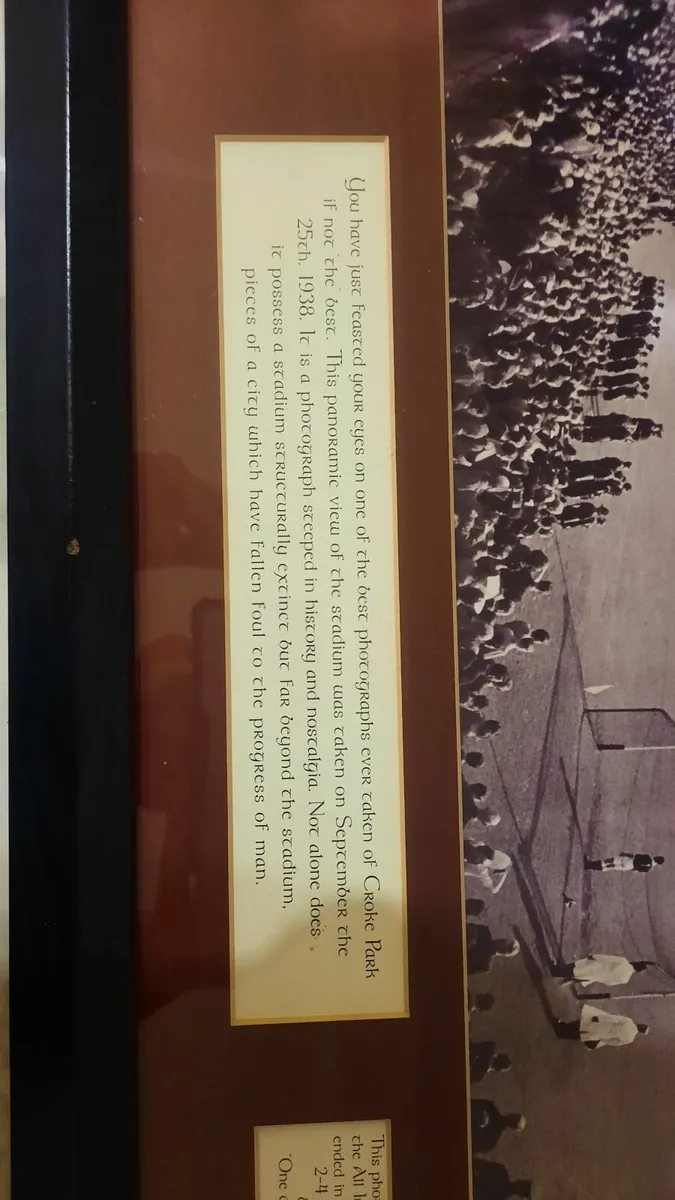 You have just feasted your eyes on one of the best photographs ever taken of Croke Park
if not the best. This panoramic view of the stadium was taken on September the
25th. 1938. It is a photograph steeped in history and nostalgia. Not alone does
it possess a stadium structurally extinct but far beyond the stadium,
pieces of a city which have fallen foul to the progress of man.
This
the All
ended in
2-4
"One